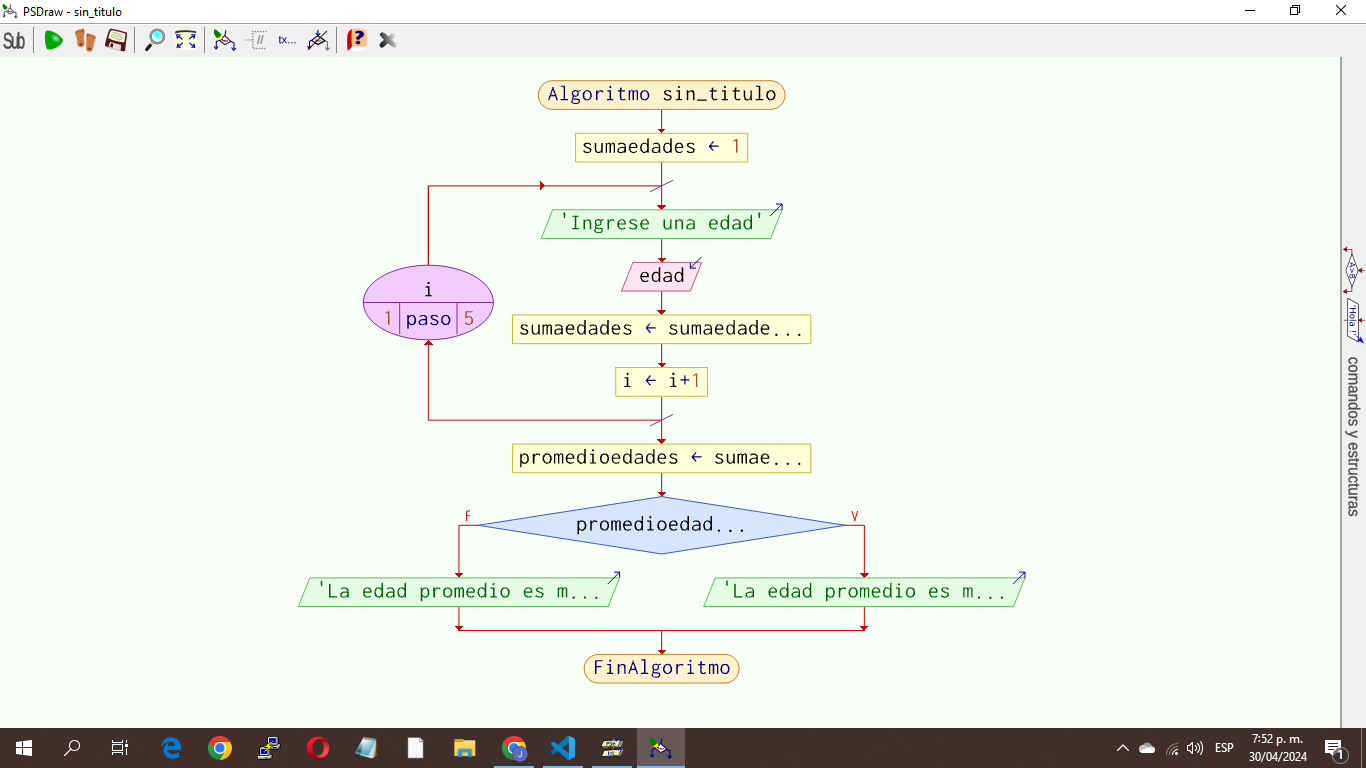 PSDraw - sin_titulo
Sub
tx...
?
Algoritmo sin_titulo
sumaedades ← 1
'Ingrese una edad'
edad
i
1 paso 5
sumaedades ← sumaedade...
i ← i+1
promedioedades ← sumae...
F
V
promedioedad...
'La edad promedio es m...
'La edad promedio es m...
FinAlgoritmo
A>B
'Hola !'
comandos y estructuras
ESP
7:52 p. m.
30/04/2024
1